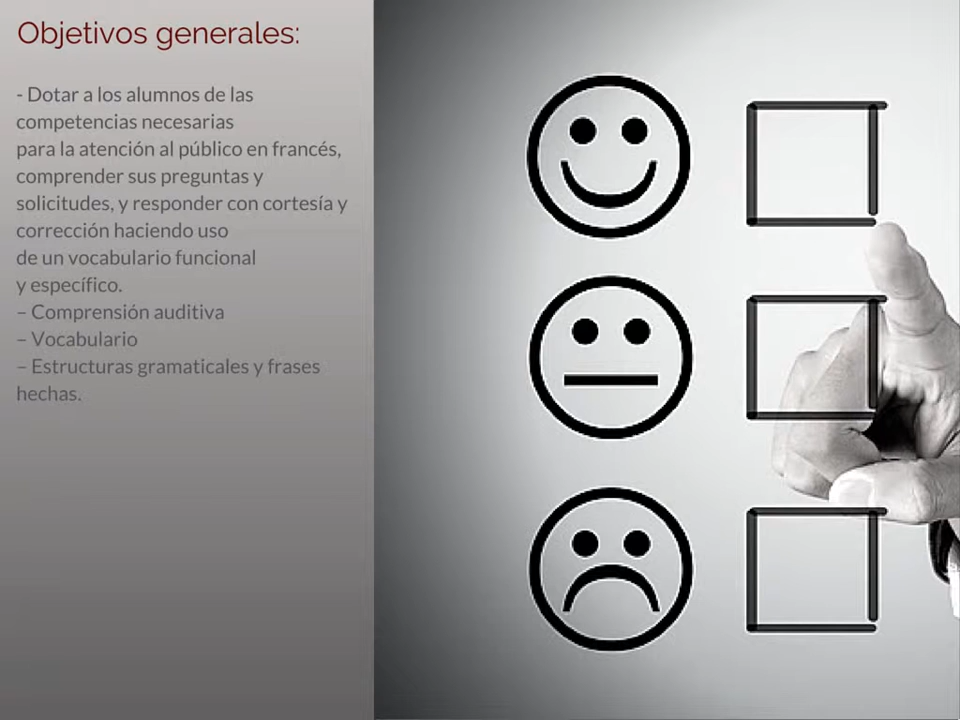 Objetivos generales:
- Dotar a los alumnos de las
competencias necesarias
para la atención al público en francés,
comprender sus preguntas y
solicitudes, y responder con cortesía y
corrección haciendo uso
de un vocabulario funcional
y específico.
– Comprensión auditiva
– Vocabulario
– Estructuras gramaticales y frases
hechas.